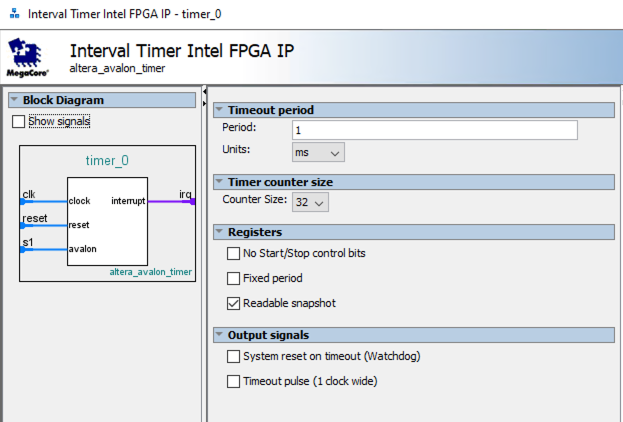 Interval Timer Intel FPGA IP - timer_0
Interval Timer Intel FPGA IP
altera_avalon_timer
MegaCore®
Block Diagram
Show signals
timer_0
clk
clock
interrupt
irq
reset
reset
s1
avalon
altera_avalon_timer
Timeout period
Period: 1
Units: ms
Timer counter size
Counter Size: 32
Registers
No Start/Stop control bits
Fixed period
Readable snapshot
Output signals
System reset on timeout (Watchdog)
Timeout pulse (1 clock wide)